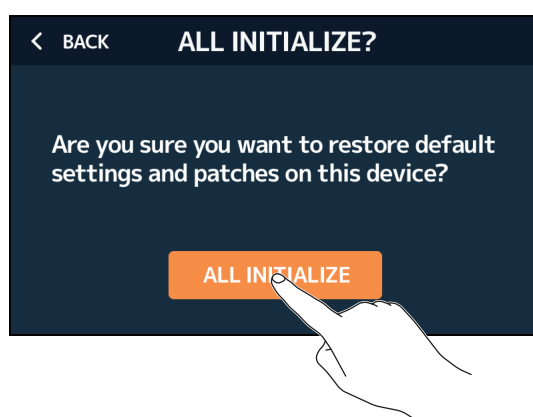 < BACK ALL INITIALIZE?
Are you sure you want to restore default
settings and patches on this device?
ALL INITIALIZE